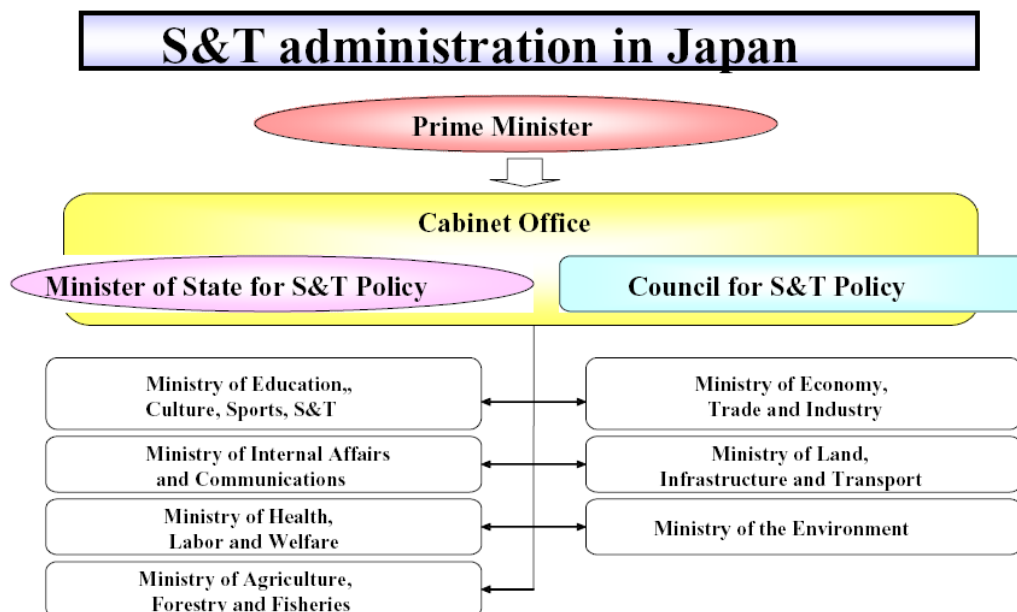 S&T administration in Japan
Prime Minister
Cabinet Office
Minister of State for S&T Policy
Council for S&T Policy
Ministry of Education,,
Culture, Sports, S&T
Ministry of Economy,
Trade and Industry
Ministry of Internal Affairs
and Communications
Ministry of Land,
Infrastructure and Transport
Ministry of Health,
Labor and Welfare
Ministry of the Environment
Ministry of Agriculture,
Forestry and Fisheries